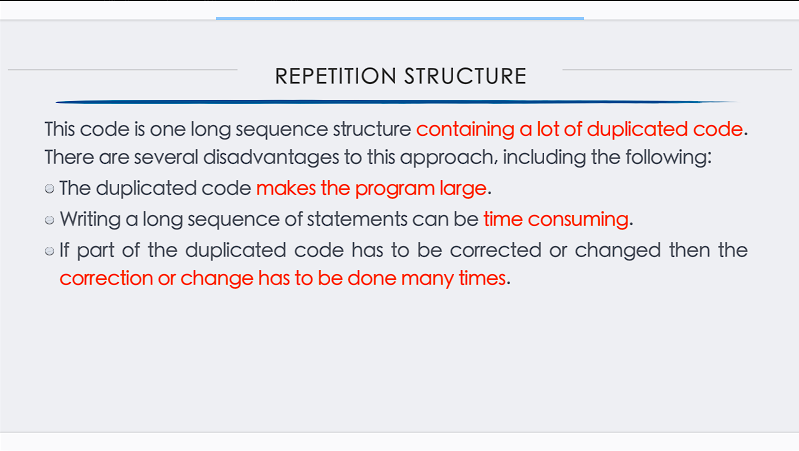 REPETITION STRUCTURE
This code is one long sequence structure containing a lot of duplicated code.
There are several disadvantages to this approach, including the following:
The duplicated code makes the program large.
Writing a long sequence of statements can be time consuming.
If part of the duplicated code has to be corrected or changed then the
correction or change has to be done many times.